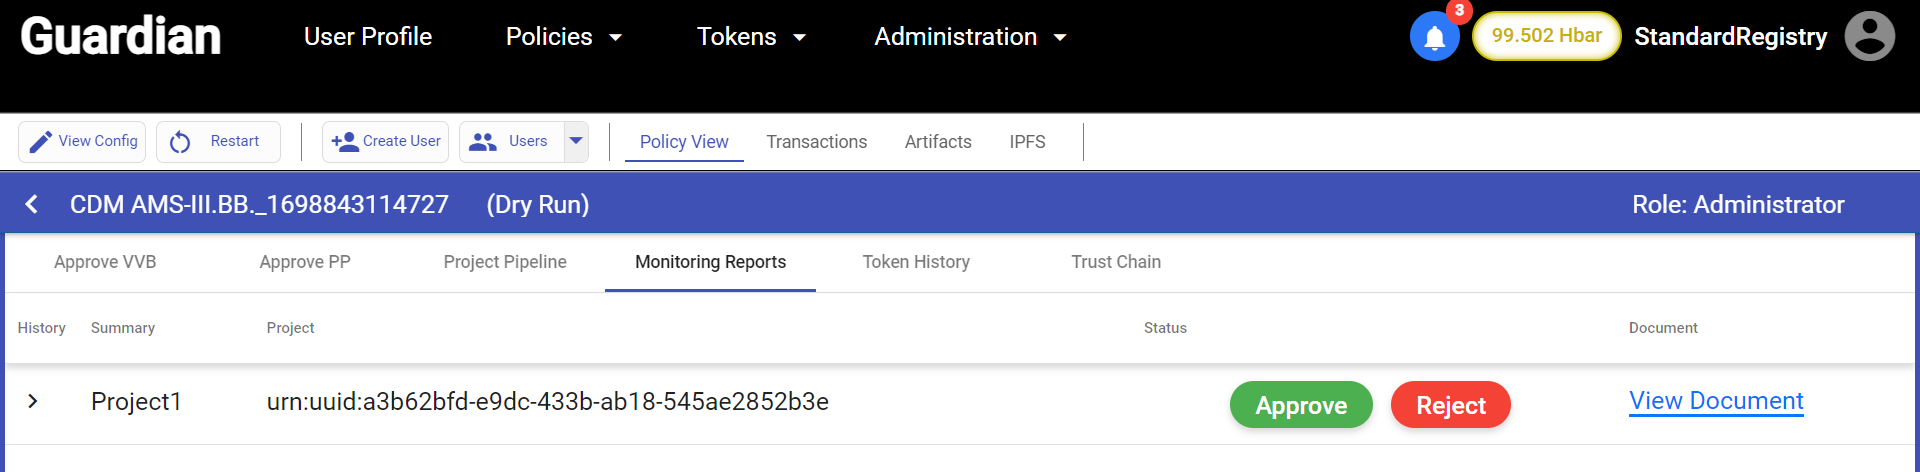 Guardian User Profile Policies Tokens Administration 3 99.502 Hbar StandardRegistry
View Config Restart Create User Users Policy View Transactions Artifacts IPFS
CDM AMS-III.BB._1698843114727 (Dry Run) Role: Administrator
Approve VVB Approve PP Project Pipeline Monitoring Reports Token History Trust Chain
History Summary Project Status Document
Project1 urn:uuid:a3b62bfd-e9dc-433b-ab18-545ae2852b3e Approve Reject View Document